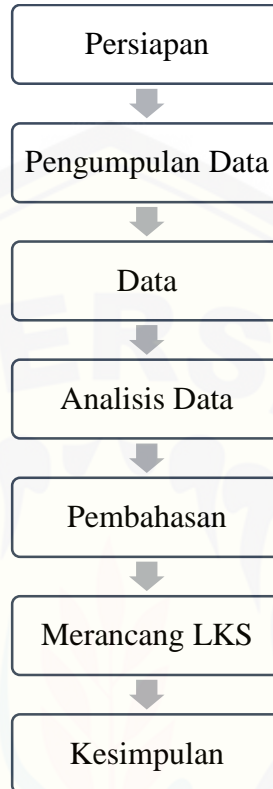 Persiapan
Pengumpulan Data
Data
Analisis Data
Pembahasan
Merancang LKS
Kesimpulan